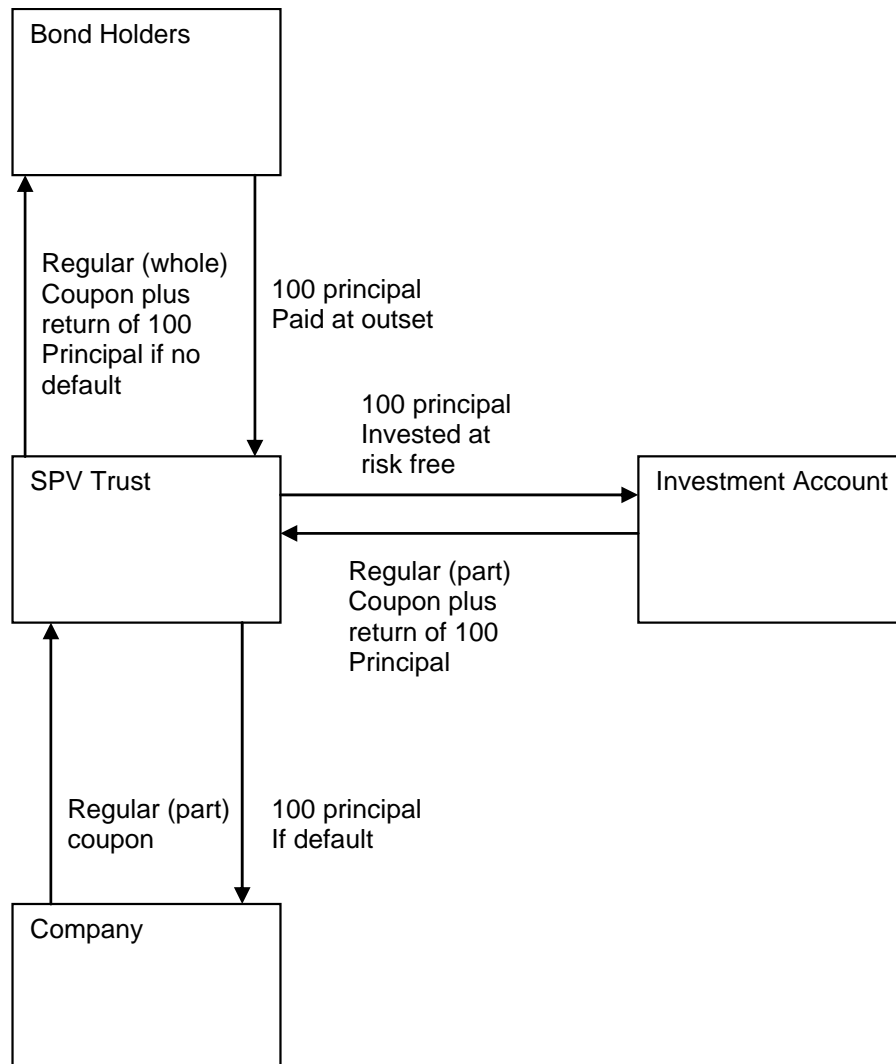 Bond Holders
Regular (whole)
Coupon plus
return of 100
Principal if no
default
100 principal
Paid at outset
100 principal
Invested at
risk free
SPV Trust
Investment Account
Regular (part)
Coupon plus
return of 100
Principal
Regular (part)
coupon
100 principal
If default
Company